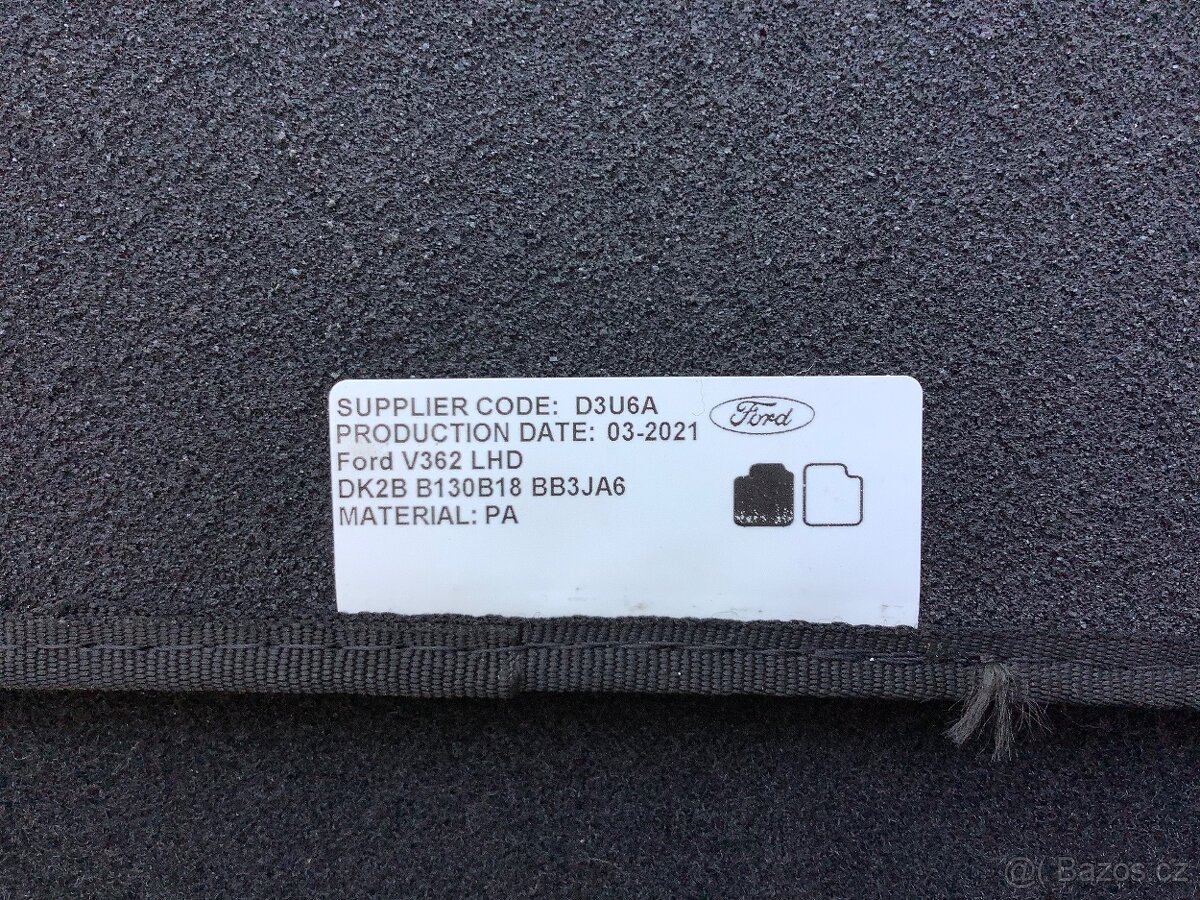 SUPPLIER CODE: D3U6A
Ford
PRODUCTION DATE: 03-2021
Ford V362 LHD
DK2B B130B18 BB3JA6
MATERIAL: PA
@( Bazos.cz